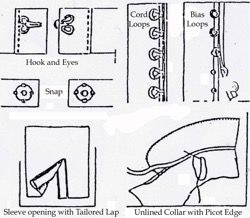 Cord
Loops
Bias
Loops
Hook and Eyes
Snap
Sleeve opening with Tailored Lap
Unlined Collar with Picot Edge